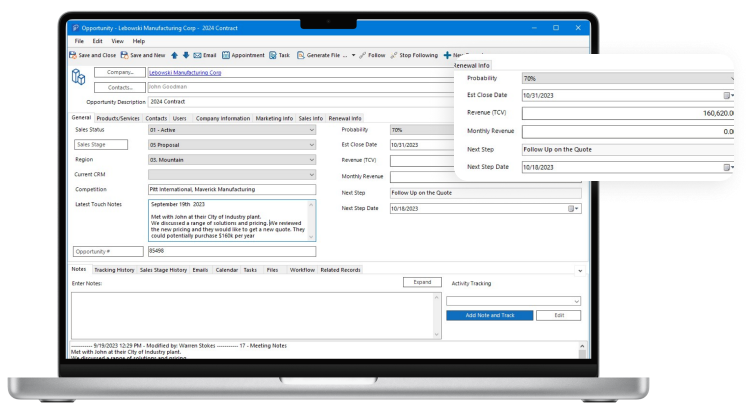 Opportunity - Lebowski Manufacturing Corp - 2024 Contract
File Edit View Help
Save and Close Save and New Email Appointment Task Generate File ... Follow Stop Following
Company...
Lebowski Manufacturing Corp
Contacts...
John Goodman
Opportunity Description 2024 Contract
General Products/Services Contacts Users Company Information Marketing Info Sales Info Renewal Info
Sales Status 01 - Active
Sales Stage 05 Proposal
Region 05. Mountain
Current CRM
Competition Pitt International, Maverick Manufacturing
Latest Touch Notes September 19th 2023
Met with John at their City of Industry plant.
We discussed a range of solutions and pricing. We reviewed
the new pricing and they would like to get a new quote. They
could potentially purchase $160k per year
Opportunity # 85498
Probability 70%
Est Close Date 10/31/2023
Revenue (TCV)
Monthly Revenue
Next Step Follow Up on the Quote
Next Step Date 10/18/2023
Renewal Info
Probability 70%
Est Close Date 10/31/2023
Revenue (TCV) 160,620.00
Monthly Revenue 0.00
Next Step Follow Up on the Quote
Next Step Date 10/18/2023
Notes Tracking History Sales Stage History Emails Calendar Tasks Files Workflow Related Records
Enter Notes:
Expand
Activity Tracking
Add Note and Track Edit
---------- 9/19/2023 12:29 PM - Modified by: Warren Stokes ---------- 17 - Meeting Notes
Met with John at their City of Industry plant.
We discussed a range of solutions and pricing.